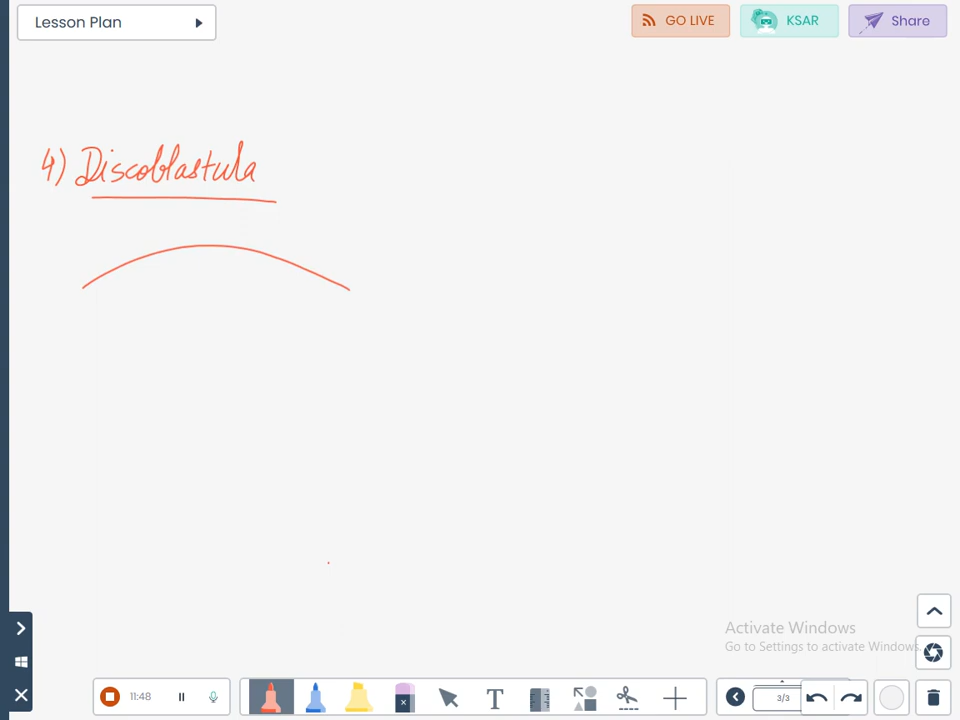 Lesson Plan
GO LIVE
KSAR
Share
4) Discoblastula
Activate Windows
Go to Settings to activate Windows.
11:48
T
3/3